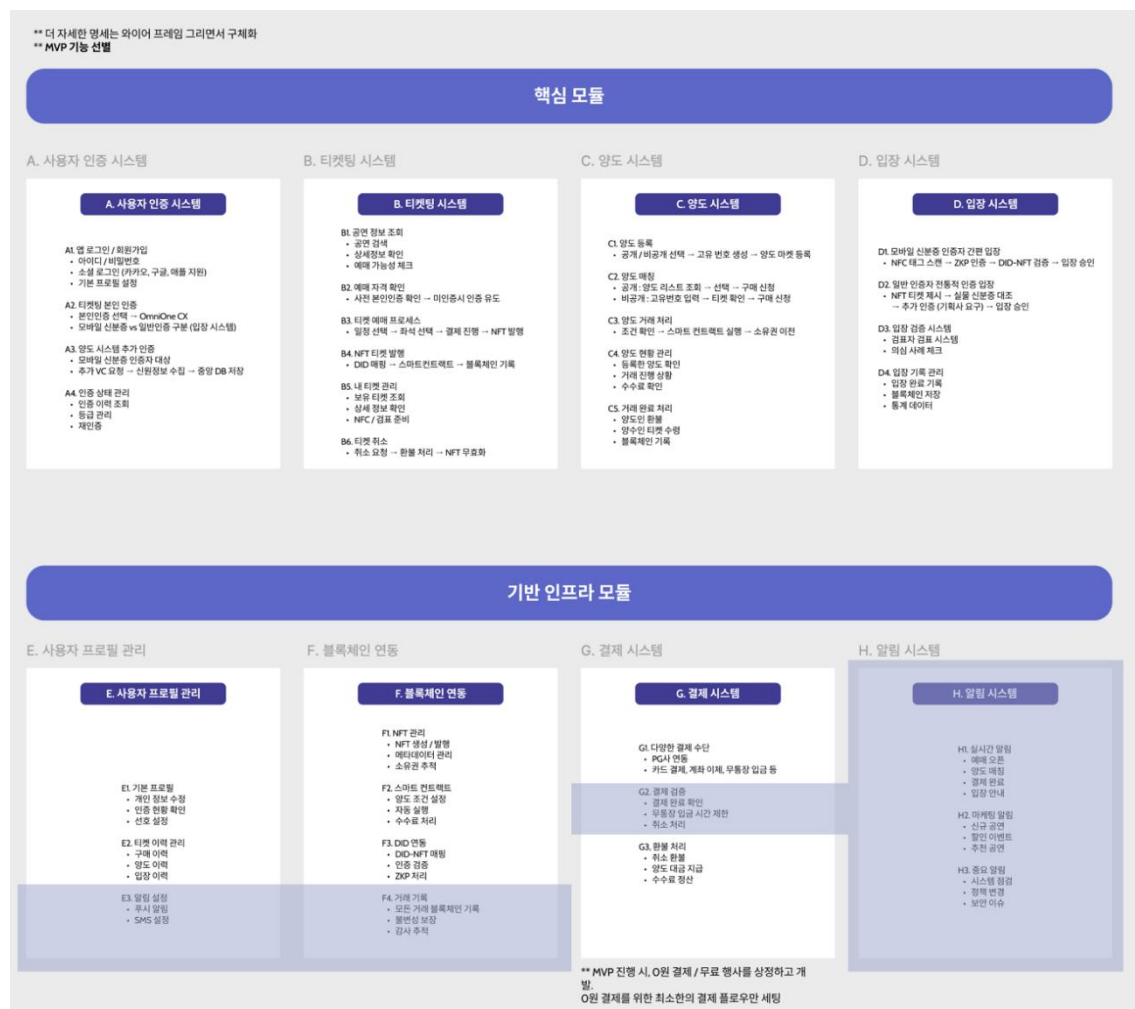 ** 더 자세한 명세는 와이어 프레임 그리면서 구체화
** MVP 기능 선별
핵심 모듈
A. 사용자 인증 시스템
A. 사용자 인증 시스템
A1. 앱 로그인 / 회원가입
• 아이디 / 비밀번호
• 소셜 로그인 (카카오, 구글, 애플 지원)
• 기본 프로필 설정
A2. 티켓팅 본인 인증
• 본인인증 선택 → OmniOne CX
• 모바일 신분증 vs 일반인증 구분 (입장 시스템)
A3. 양도 시스템 추가 인증
• 모바일 신분증 인증자 대상
• 추가 VC 요청 → 신원정보 수집 → 중앙 DB 저장
A4. 인증 상태 관리
• 인증 이력 조회
• 등급 관리
• 재인증
B. 티켓팅 시스템
B. 티켓팅 시스템
B1. 공연 정보 조회
• 공연 검색
• 상세정보 확인
• 예매 가능성 체크
B2. 예매 자격 확인
• 사전 본인인증 확인 → 미인증시 인증 유도
B3. 티켓 예매 프로세스
• 일정 선택 → 좌석 선택 → 결제 진행 → NFT 발행
B4. NFT 티켓 발행
• DID 매핑 → 스마트컨트랙트 → 블록체인 기록
B5. 내 티켓 관리
• 보유 티켓 조회
• 상세 정보 확인
• NFC / 검표 준비
B6. 티켓 취소
• 취소 요청 → 환불 처리 → NFT 무효화
C. 양도 시스템
C. 양도 시스템
C1. 양도 등록
• 공개 / 비공개 선택 → 고유 번호 생성 → 양도 마켓 등록
C2. 양도 매칭
• 공개 : 양도 리스트 조회 → 선택 → 구매 신청
• 비공개 : 고유번호 입력 → 티켓 확인 → 구매 신청
C3. 양도 거래 처리
• 조건 확인 → 스마트 컨트랙트 실행 → 소유권 이전
C4. 양도 현황 관리
• 등록한 양도 확인
• 거래 진행 상황
• 수수료 확인
C5. 거래 완료 처리
• 양도인 환불
• 양수인 티켓 수령
• 블록체인 기록
D. 입장 시스템
D. 입장 시스템
D1. 모바일 신분증 인증자 간편 입장
• NFC 태그 스캔 → ZKP 인증 → DID-NFT 검증 → 입장 승인
D2. 일반 인증자 전통적 인증 입장
• NFT 티켓 제시 → 실물 신분증 대조
→ 추가 인증 (기획사 요구) → 입장 승인
D3. 입장 검증 시스템
• 검표자 검표 시스템
• 의심 사례 체크
D4. 입장 기록 관리
• 입장 완료 기록
• 블록체인 저장
• 통계 데이터
기반 인프라 모듈
E. 사용자 프로필 관리
E. 사용자 프로필 관리
E1. 기본 프로필
• 개인 정보 수정
• 인증 현황 확인
• 선호 설정
E2. 티켓 이력 관리
• 구매 이력
• 양도 이력
• 입장 이력
E3. 알림 설정
• 푸시 알림
• SMS 설정
F. 블록체인 연동
F. 블록체인 연동
F1. NFT 관리
• NFT 생성 / 발행
• 메타데이터 관리
• 소유권 추적
F2. 스마트 컨트랙트
• 양도 조건 설정
• 자동 실행
• 수수료 처리
F3. DID 연동
• DID-NFT 매핑
• 인증 검증
• ZKP 처리
F4. 거래 기록
• 모든 거래 블록체인 기록
• 불변성 보장
• 감사 추적
G. 결제 시스템
G. 결제 시스템
G1. 다양한 결제 수단
• PG사 연동
• 카드 결제, 계좌 이체, 무통장 입금 등
G2. 결제 검증
• 결제 완료 확인
• 무통장 입금 시간 제한
• 취소 처리
G3. 환불 처리
• 취소 환불
• 양도 대금 지급
• 수수료 정산
** MVP 진행 시, 0원 결제 / 무료 행사를 상정하고 개
발.
0원 결제를 위한 최소한의 결제 플로우만 세팅
H. 알림 시스템
H. 알림 시스템
H1. 실시간 알림
• 예매 오픈
• 양도 매칭
• 결제 완료
• 입장 안내
H2. 마케팅 알림
• 신규 공연
• 할인 이벤트
• 추천 공연
H3. 중요 알림
• 시스템 점검
• 정책 변경
• 보안 이슈